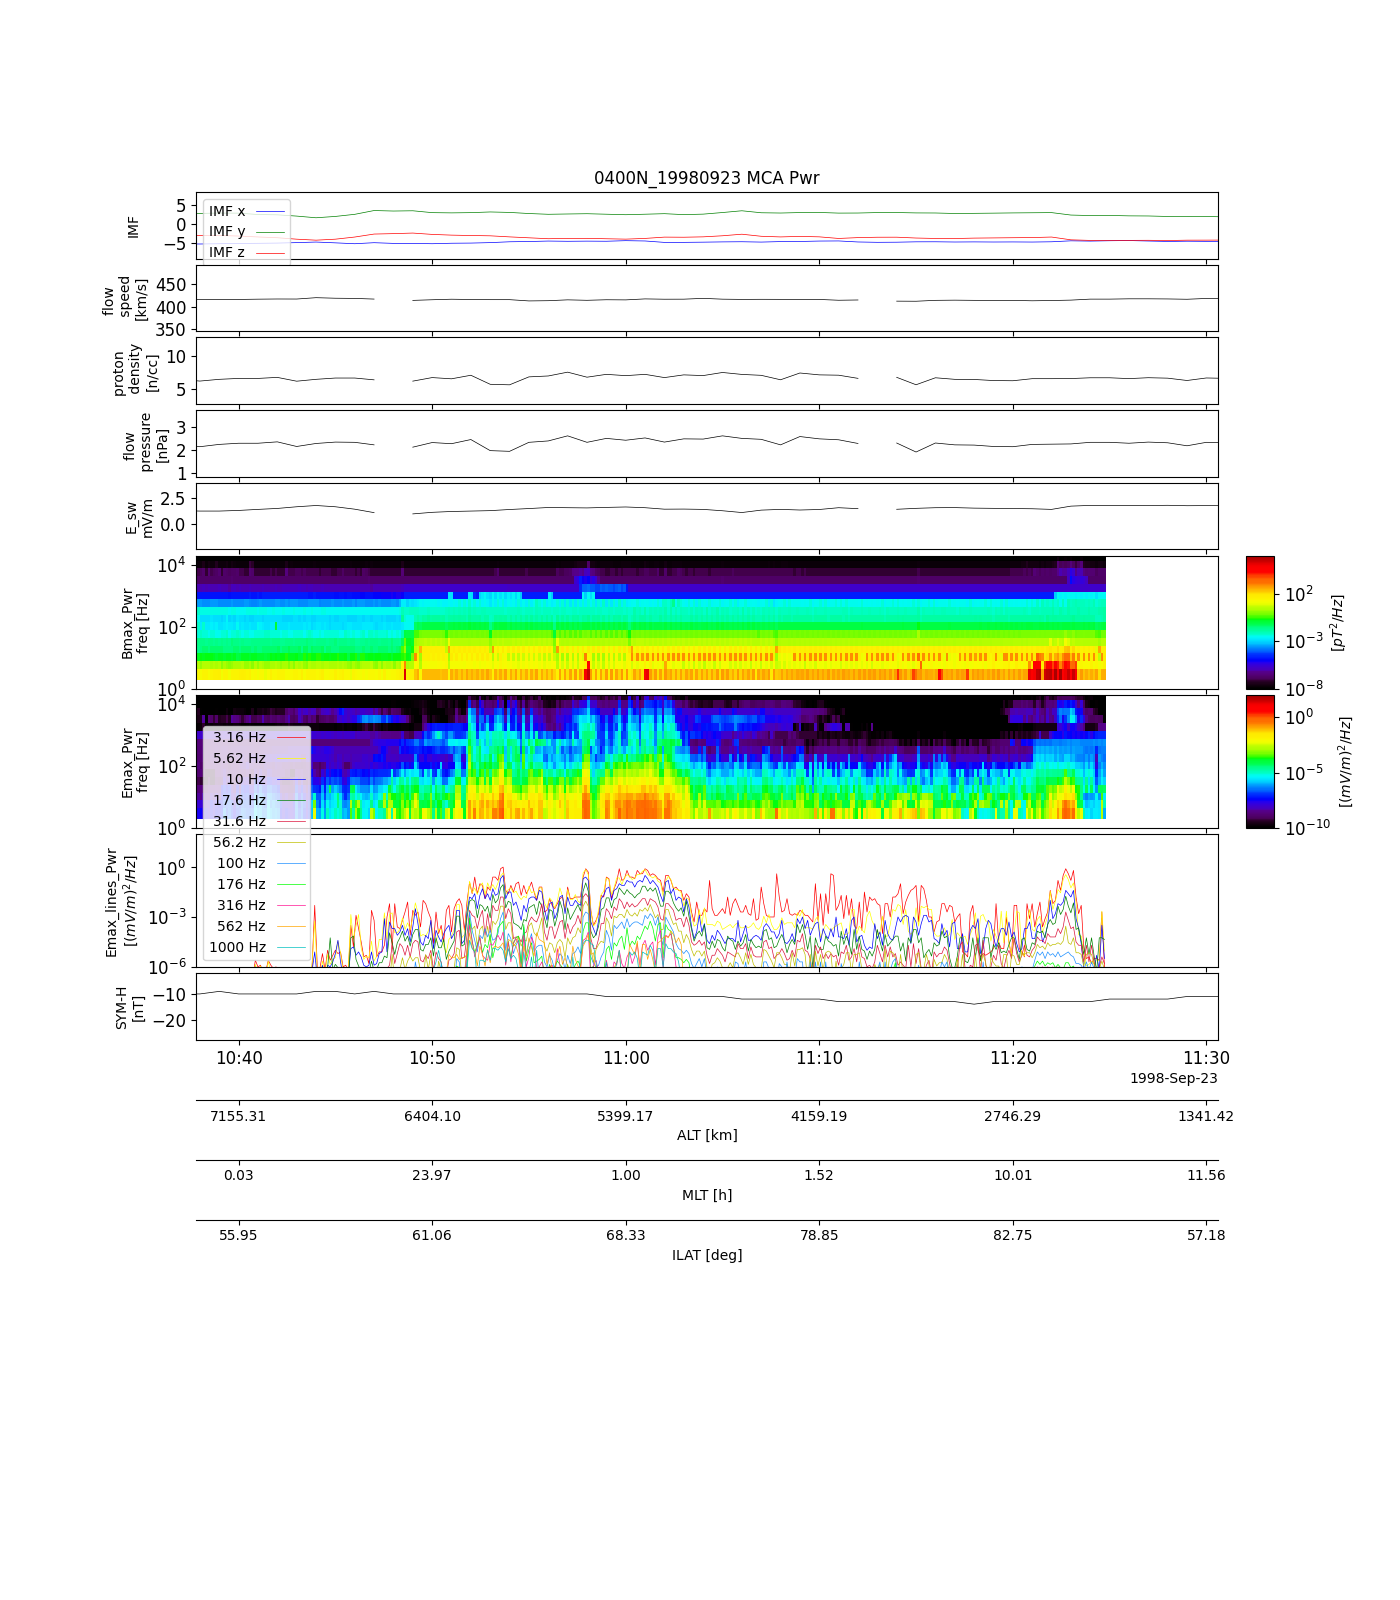 0400N_19980923 MCA Pwr
IMF
5
0
−5
IMF x
IMF y
IMF z
flow
speed
[km/s]
450
400
350
proton
density
[n/cc]
10
5
flow
pressure
[nPa]
3
2
1
E_sw
mV/m
2.5
0.0
Bmax_Pwr
freq [Hz]
10^4
10^2
10^0
10^2
10^−3
10^−8
[pT^2/Hz]
Emax_Pwr
freq [Hz]
10^4
10^2
10^0
10^0
10^−5
10^−10
[(mV/m)^2/Hz]
3.16 Hz
5.62 Hz
10 Hz
17.6 Hz
31.6 Hz
56.2 Hz
100 Hz
176 Hz
316 Hz
562 Hz
1000 Hz
Emax_lines_Pwr
[(mV/m)^2/Hz]
10^0
10^−3
10^−6
SYM-H
[nT]
−10
−20
10:40 10:50 11:00 11:10 11:20 11:30
1998-Sep-23
7155.31 6404.10 5399.17 4159.19 2746.29 1341.42
ALT [km]
0.03 23.97 1.00 1.52 10.01 11.56
MLT [h]
55.95 61.06 68.33 78.85 82.75 57.18
ILAT [deg]